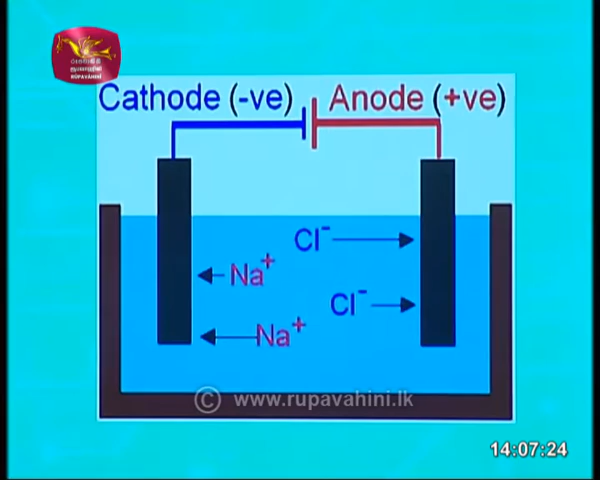 RUPAVAHINI
Cathode (-ve) Anode (+ve)
Cl⁻
Na⁺
Cl⁻
Na⁺
© www.rupavahini.lk
14:07:24